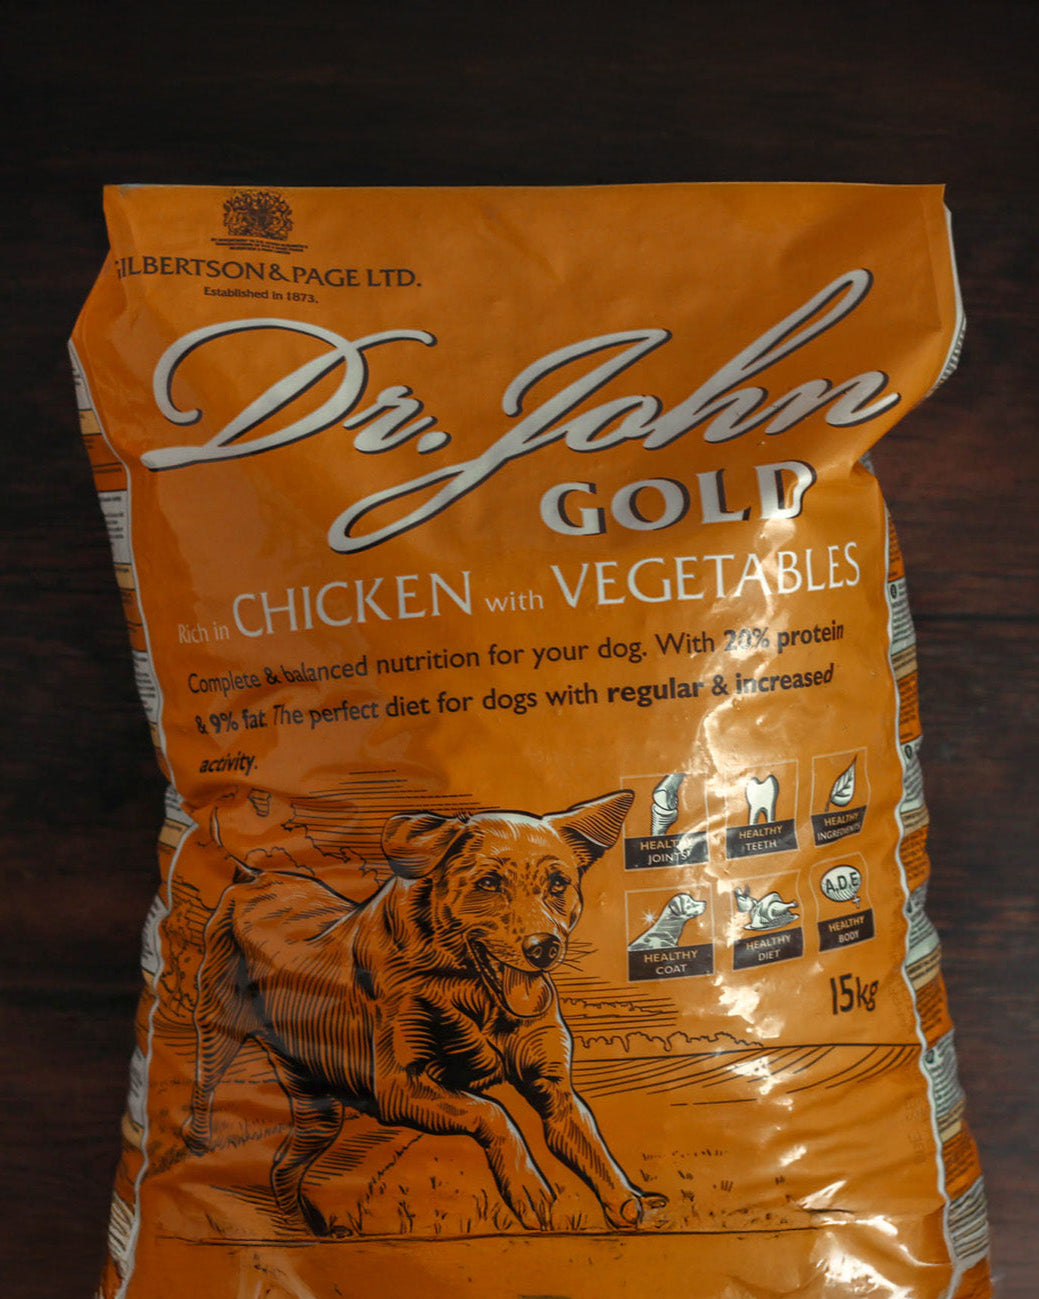 GILBERTSON & PAGE LTD.
Established in 1873.
Dr. John
GOLD
Rich in CHICKEN with VEGETABLES
Complete & balanced nutrition for your dog. With 20% protein
& 9% fat. The perfect diet for dogs with regular & increased
activity.
HEALTHY
JOINTS
HEALTHY
TEETH
HEALTHY
INGREDIENTS
HEALTHY
COAT
HEALTHY
DIET
A,D,E
HEALTHY
BODY
15kg